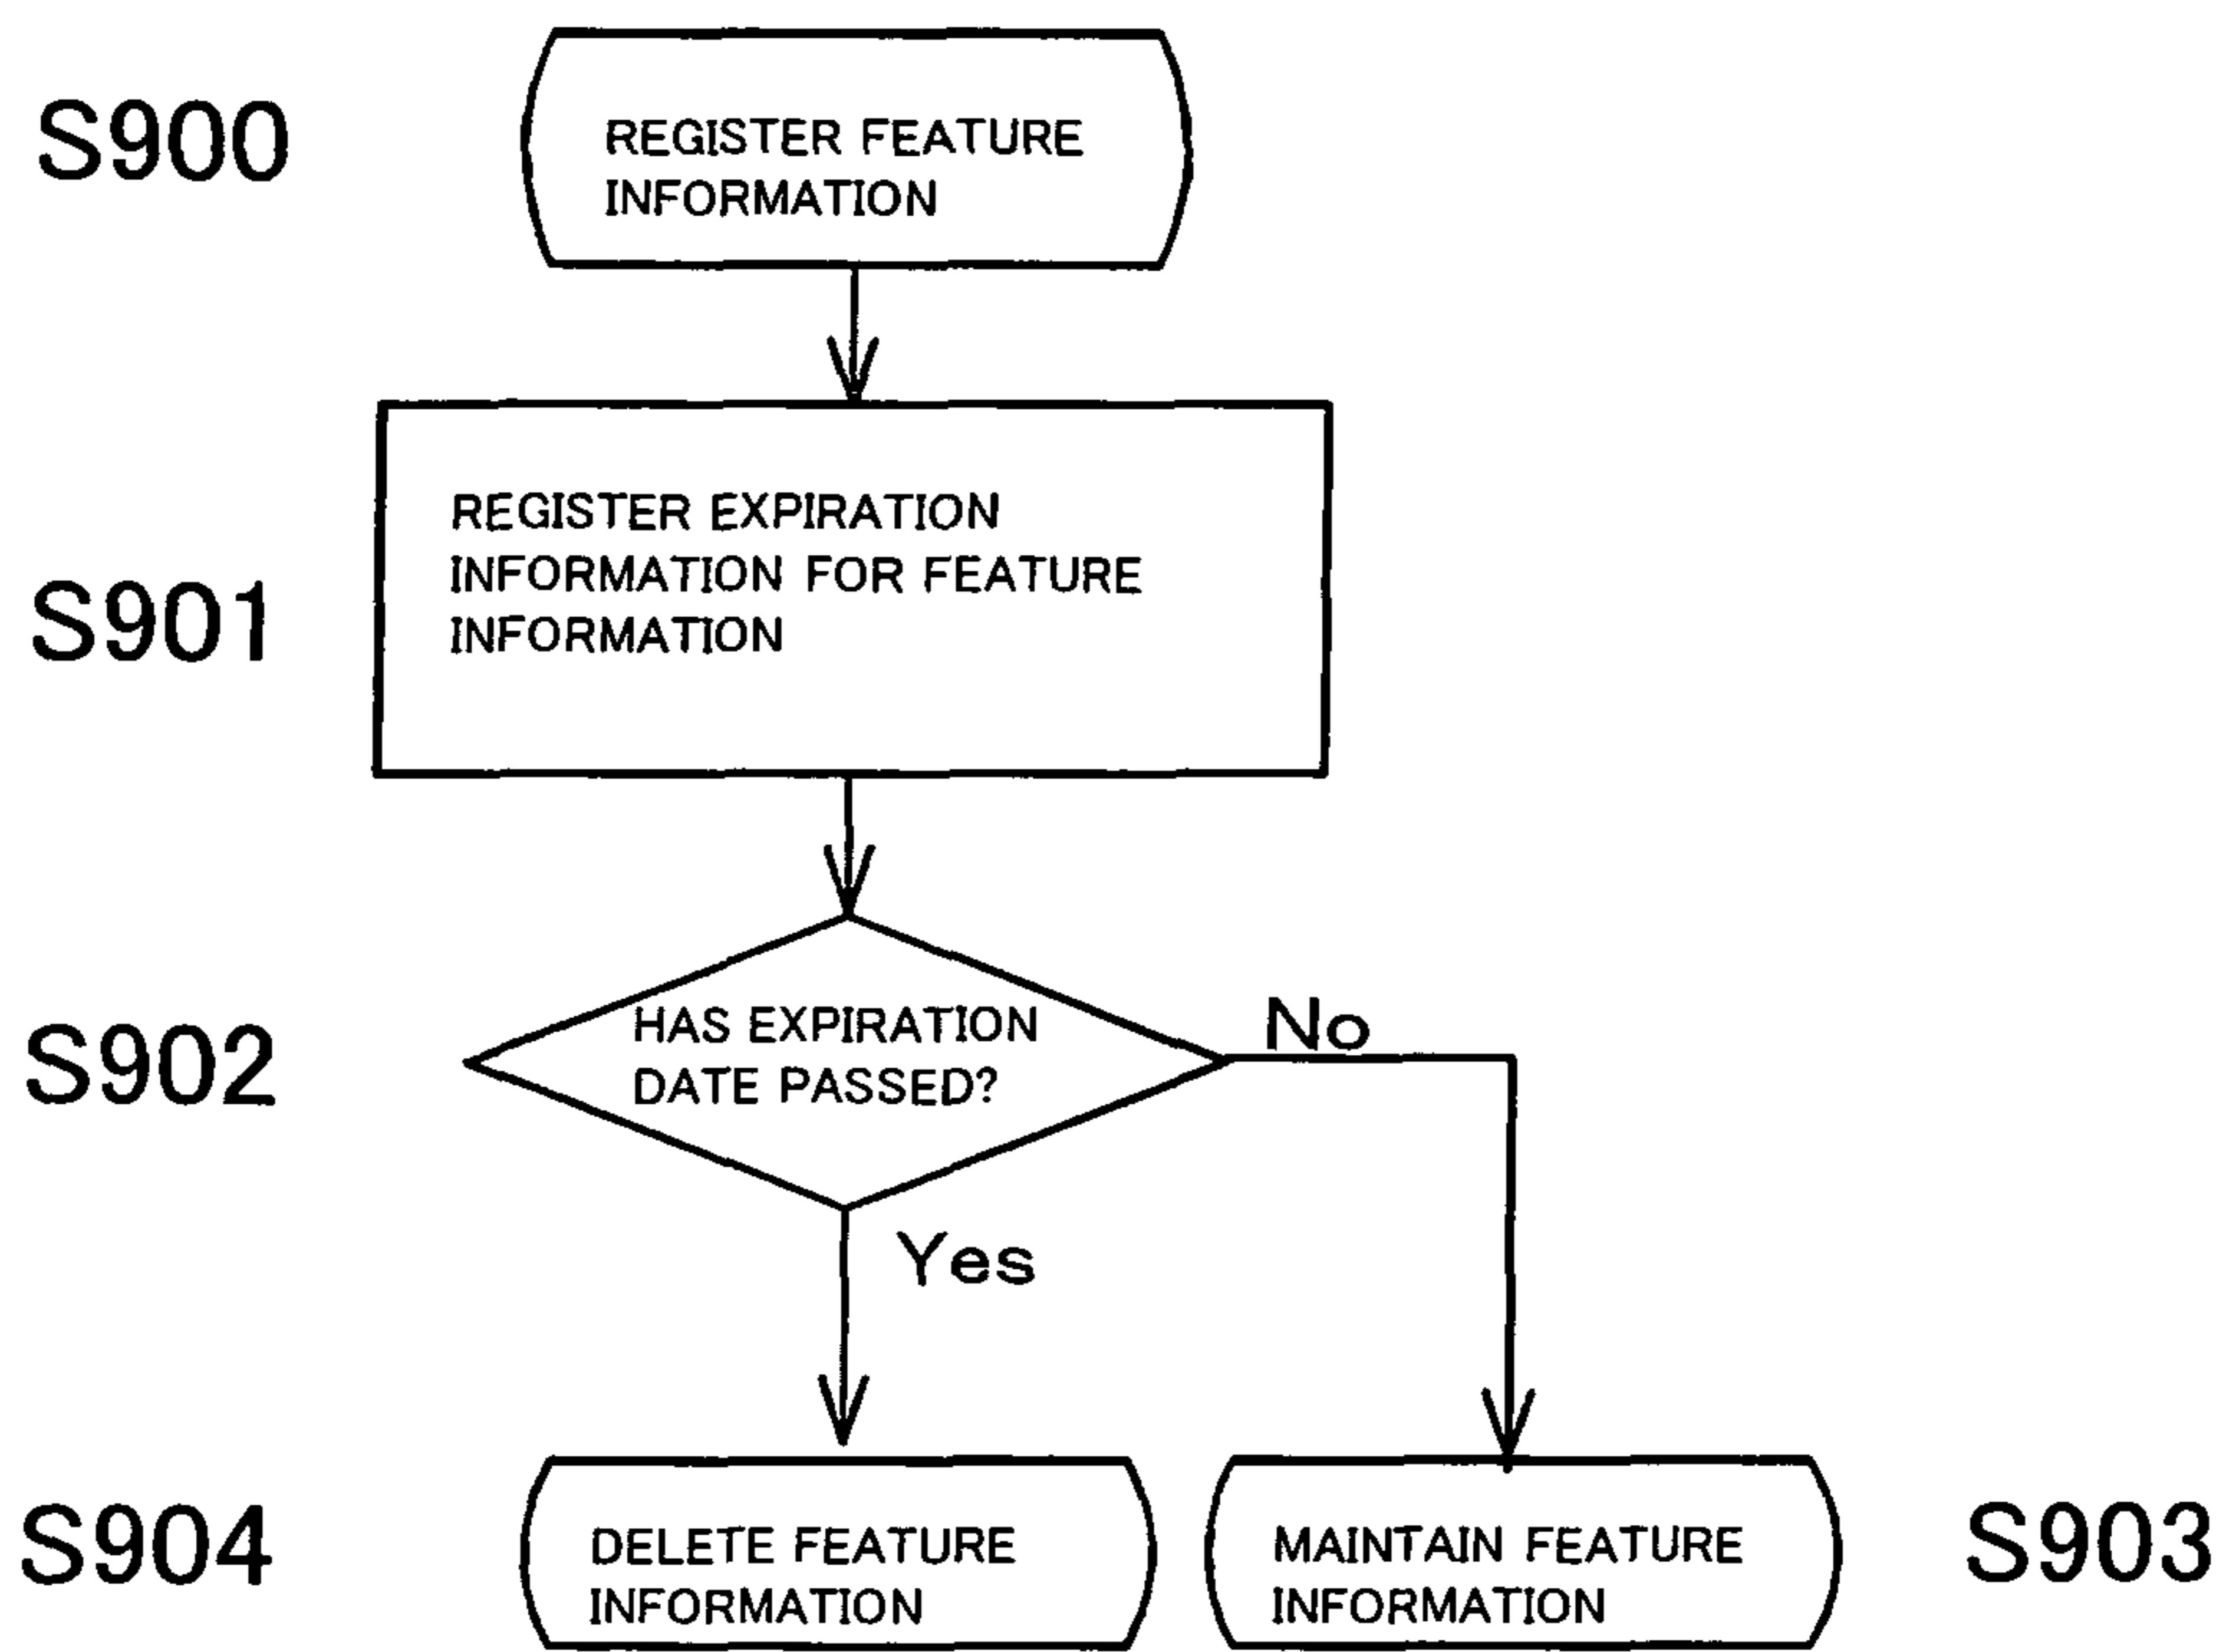 S900
REGISTER FEATURE
INFORMATION
S901
REGISTER EXPIRATION
INFORMATION FOR FEATURE
INFORMATION
S902
HAS EXPIRATION
DATE PASSED?
No
Yes
S904
DELETE FEATURE
INFORMATION
MAINTAIN FEATURE
INFORMATION
S903